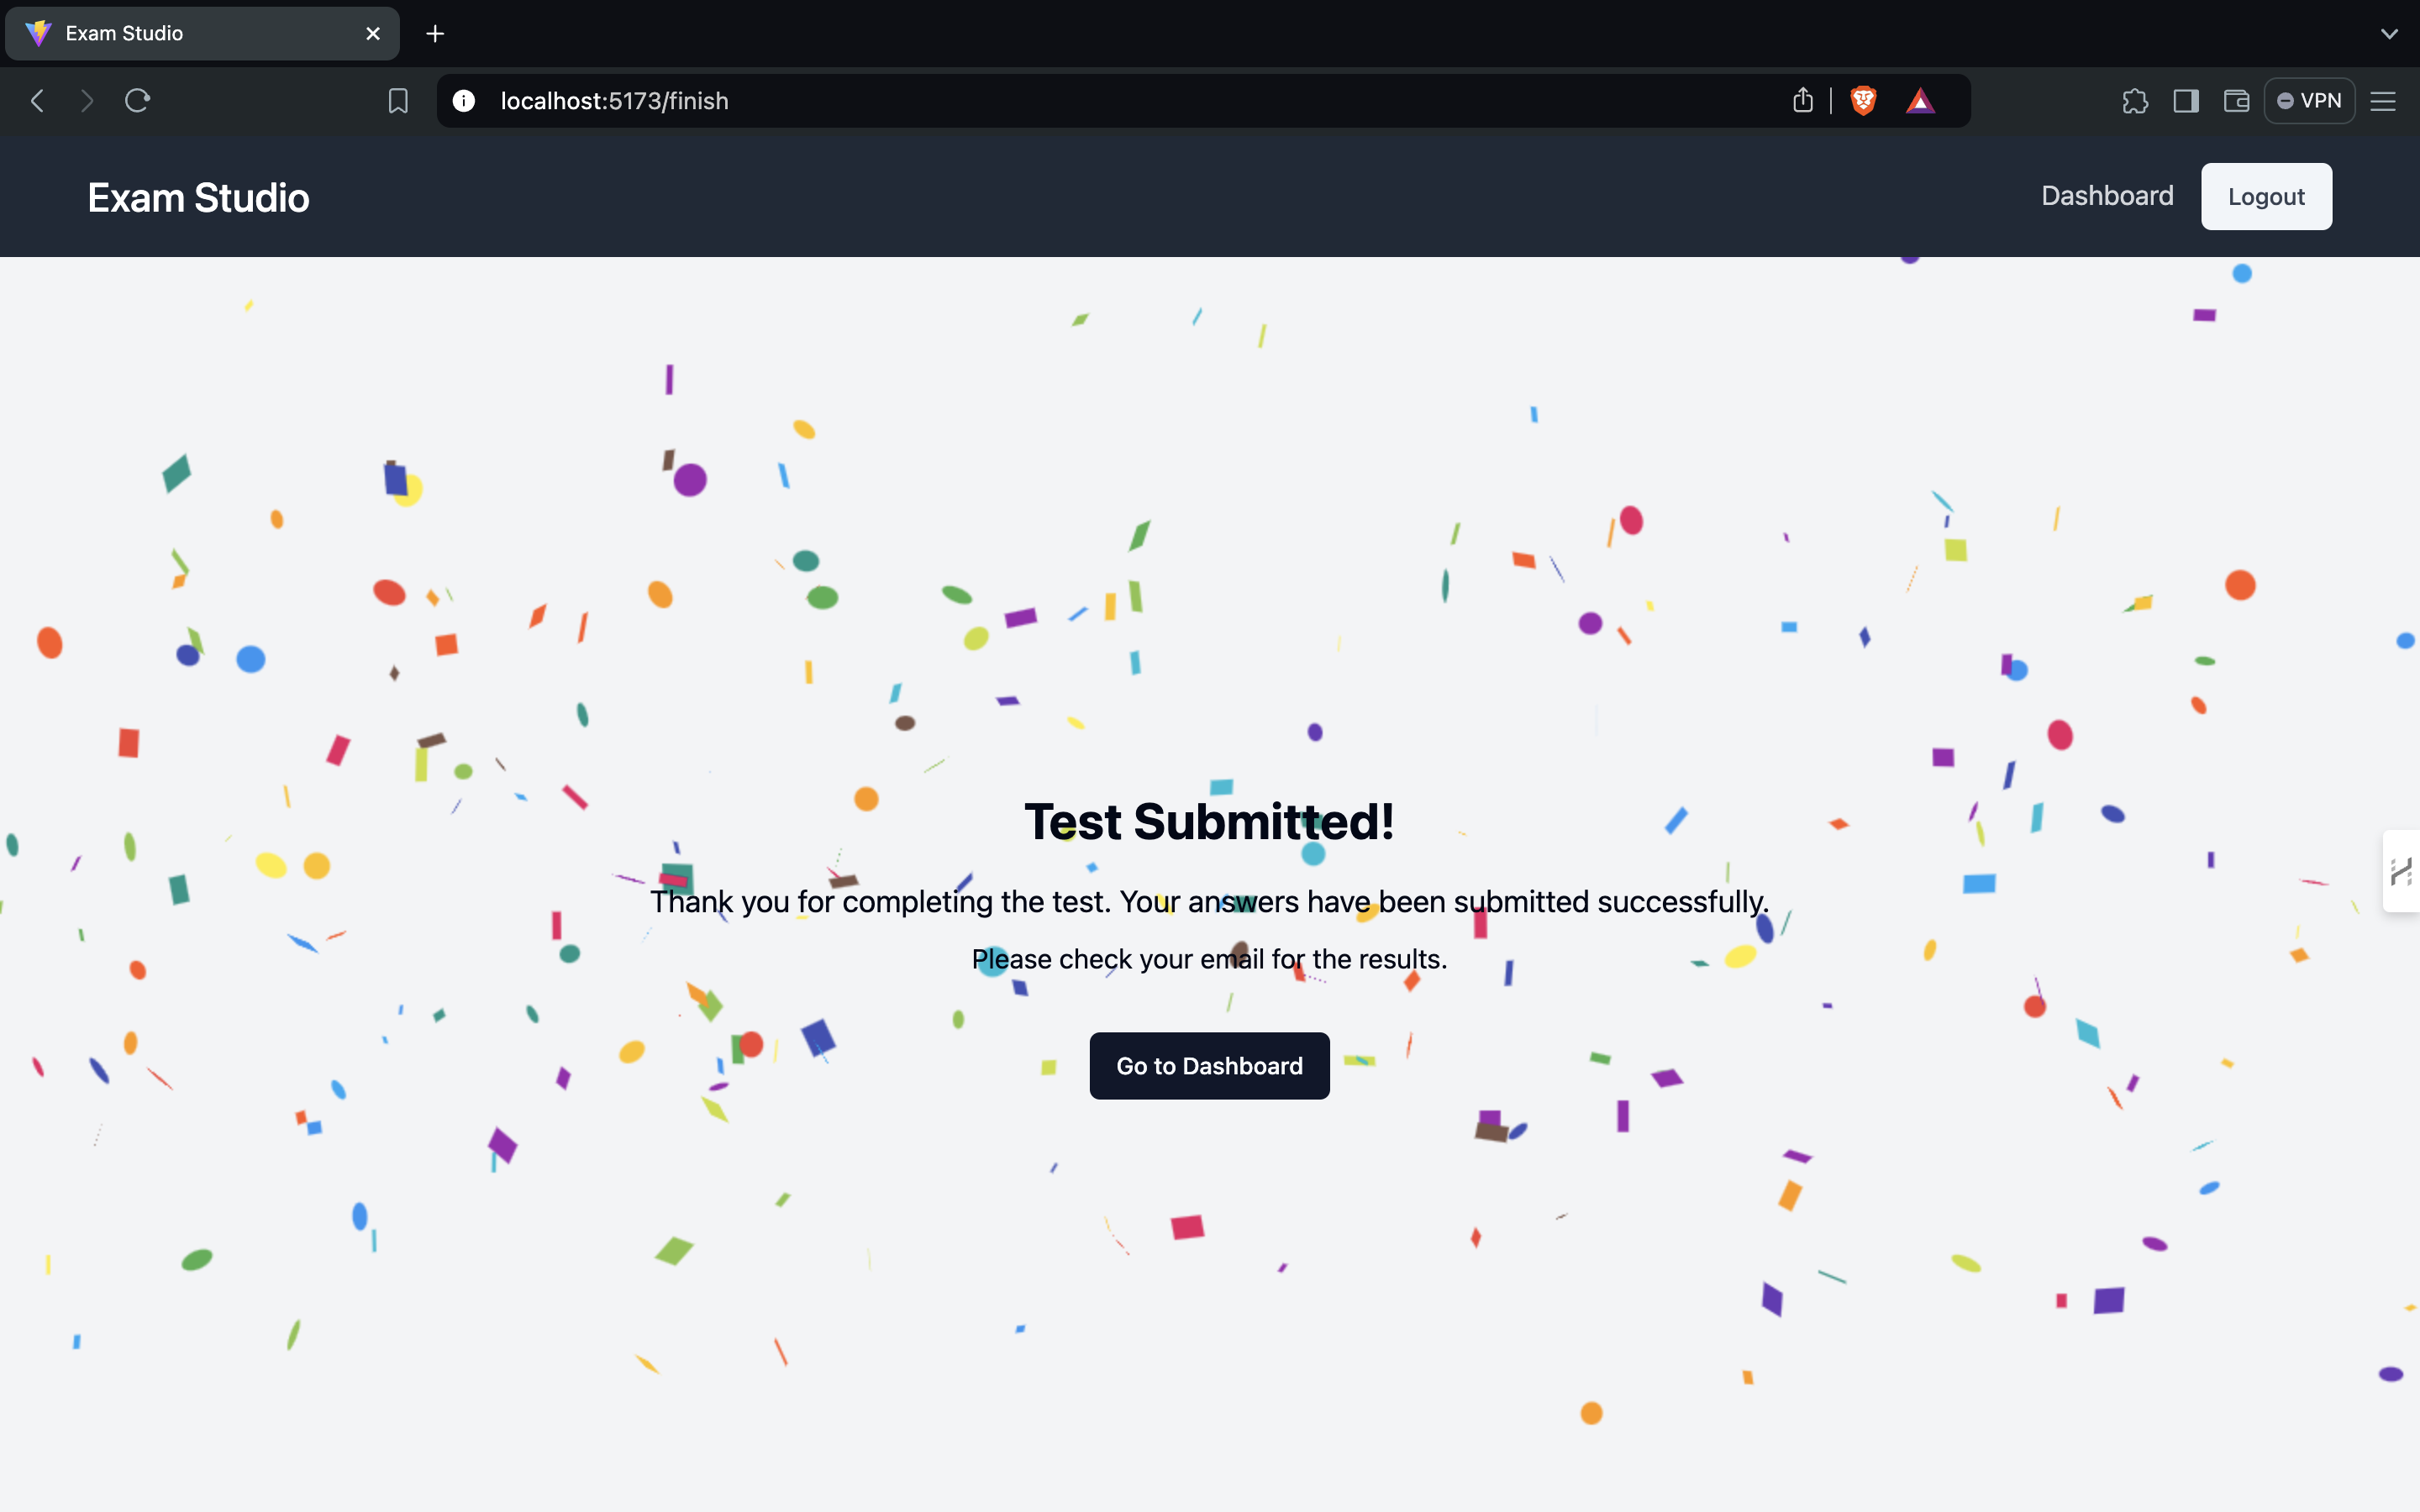 Exam Studio
localhost:5173/finish
VPN
Exam Studio
Dashboard
Logout
Test Submitted!
Thank you for completing the test. Your answers have been submitted successfully.
Please check your email for the results.
Go to Dashboard